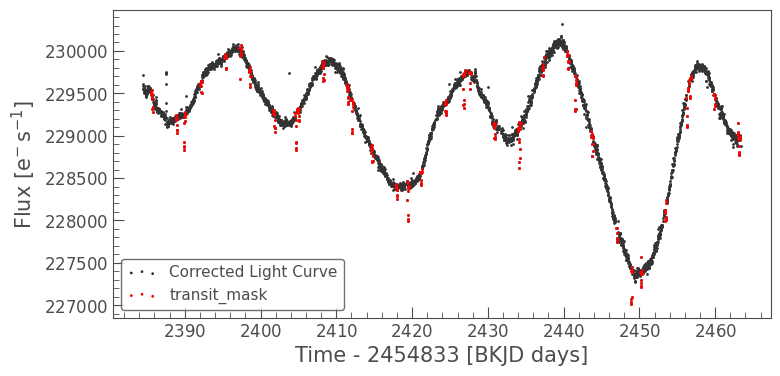 230000
229500
229000
228500
228000
227500
227000
Flux [e⁻ s⁻¹]
Corrected Light Curve
transit_mask
2390 2400 2410 2420 2430 2440 2450 2460
Time - 2454833 [BKJD days]